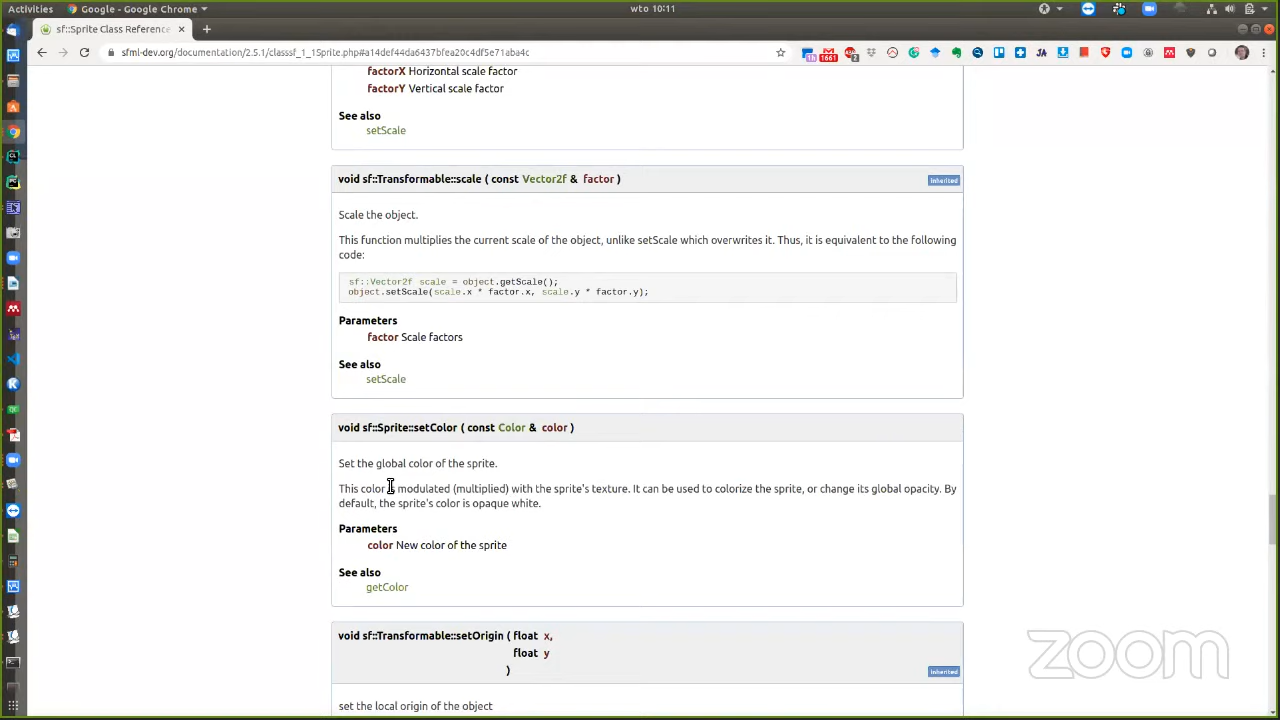 Activities
Google - Google Chrome
wto 10:11
sf::Sprite Class Reference
sfml-dev.org/documentation/2.5.1/classsf_1_1Sprite.php#a14def44da6437bfea20c4df5e71aba4c
1661
factorX Horizontal scale factor
factorY Vertical scale factor
See also
setScale
void sf::Transformable::scale ( const Vector2f & factor )
Inherited
Scale the object.
This function multiplies the current scale of the object, unlike setScale which overwrites it. Thus, it is equivalent to the following
code:
sf::Vector2f scale = object.getScale();
object.setScale(scale.x * factor.x, scale.y * factor.y);
Parameters
factor Scale factors
See also
setScale
void sf::Sprite::setColor ( const Color & color )
Set the global color of the sprite.
This color modulated (multiplied) with the sprite's texture. It can be used to colorize the sprite, or change its global opacity. By
default, the sprite's color is opaque white.
Parameters
color New color of the sprite
See also
getColor
void sf::Transformable::setOrigin ( float x,
float y
)
Inherited
set the local origin of the object
zoom